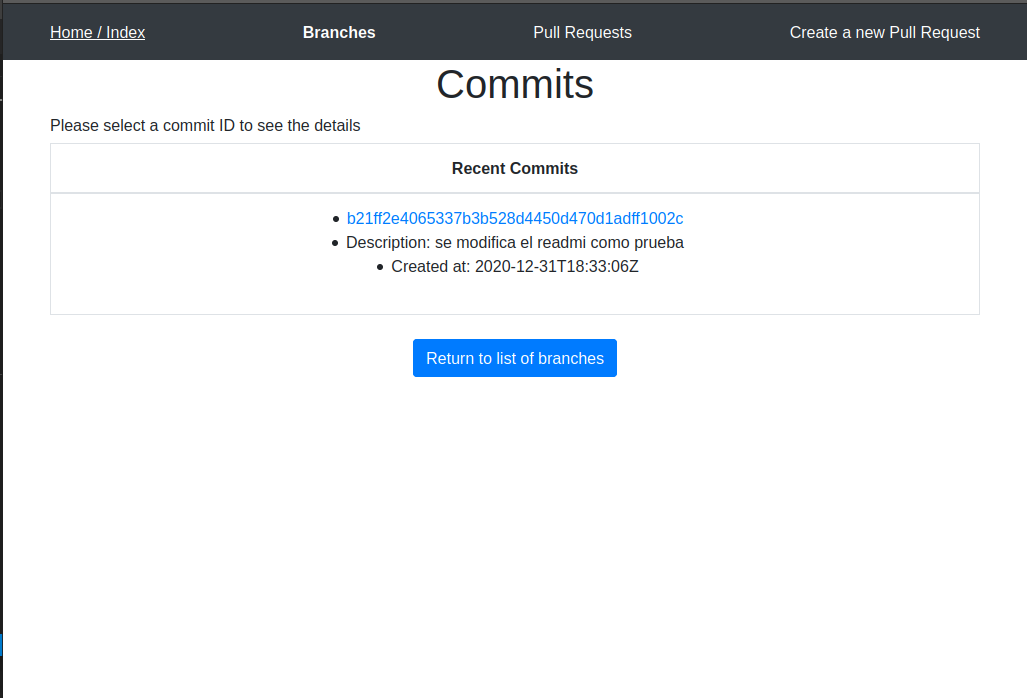 Home / Index Branches Pull Requests Create a new Pull Request
Commits
Please select a commit ID to see the details
Recent Commits
b21ff2e4065337b3b528d4450d470d1adff1002c
Description: se modifica el readmi como prueba
Created at: 2020-12-31T18:33:06Z
Return to list of branches